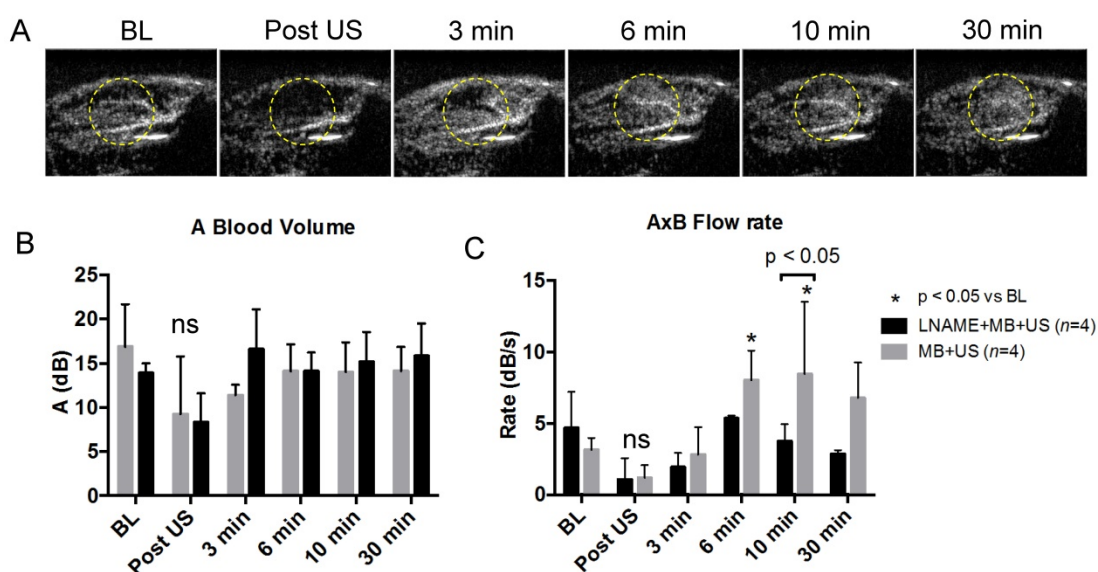 A
BL
Post US
3 min
6 min
10 min
30 min
B
A Blood Volume
A (dB)
25
20
15
10
5
0
ns
BL
Post US
3 min
6 min
10 min
30 min
C
AxB Flow rate
Rate (dB/s)
15
10
5
0
ns
*
*
p < 0.05
BL
Post US
3 min
6 min
10 min
30 min
* p < 0.05 vs BL
LNAME+MB+US (n=4)
MB+US (n=4)